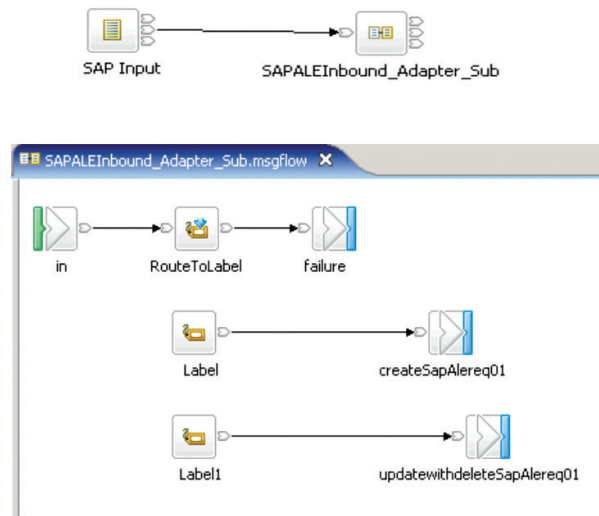 SAP Input
SAPALEInbound_Adapter_Sub
SAPALEInbound_Adapter_Sub.msgflow
in
RouteToLabel
failure
Label
createSapAlereq01
Label1
updatewithdeleteSapAlereq01